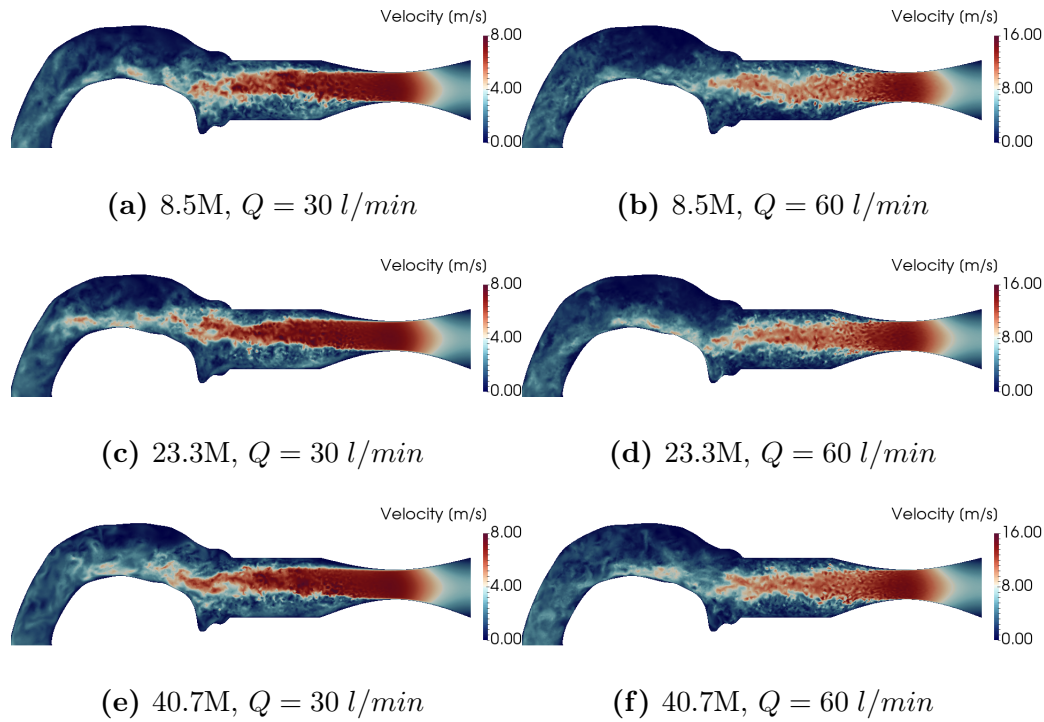 Velocity [m/s]
8.00
4.00
0.00
Velocity [m/s]
16.00
8.00
0.00
(a) 8.5M, Q = 30 l/min
(b) 8.5M, Q = 60 l/min
Velocity [m/s]
8.00
4.00
0.00
Velocity [m/s]
16.00
8.00
0.00
(c) 23.3M, Q = 30 l/min
(d) 23.3M, Q = 60 l/min
Velocity [m/s]
8.00
4.00
0.00
Velocity [m/s]
16.00
8.00
0.00
(e) 40.7M, Q = 30 l/min
(f) 40.7M, Q = 60 l/min